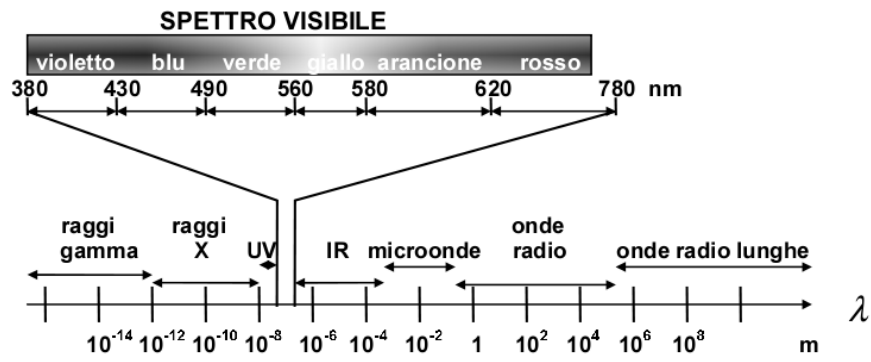 SPETTRO VISIBILE
violetto blu verde giallo arancione rosso
380 430 490 560 580 620 780 nm
raggi gamma
raggi X
UV
IR
microonde
onde radio
onde radio lunghe
10⁻¹⁴ 10⁻¹² 10⁻¹⁰ 10⁻⁸ 10⁻⁶ 10⁻⁴ 10⁻² 1 10² 10⁴ 10⁶ 10⁸ m
λ